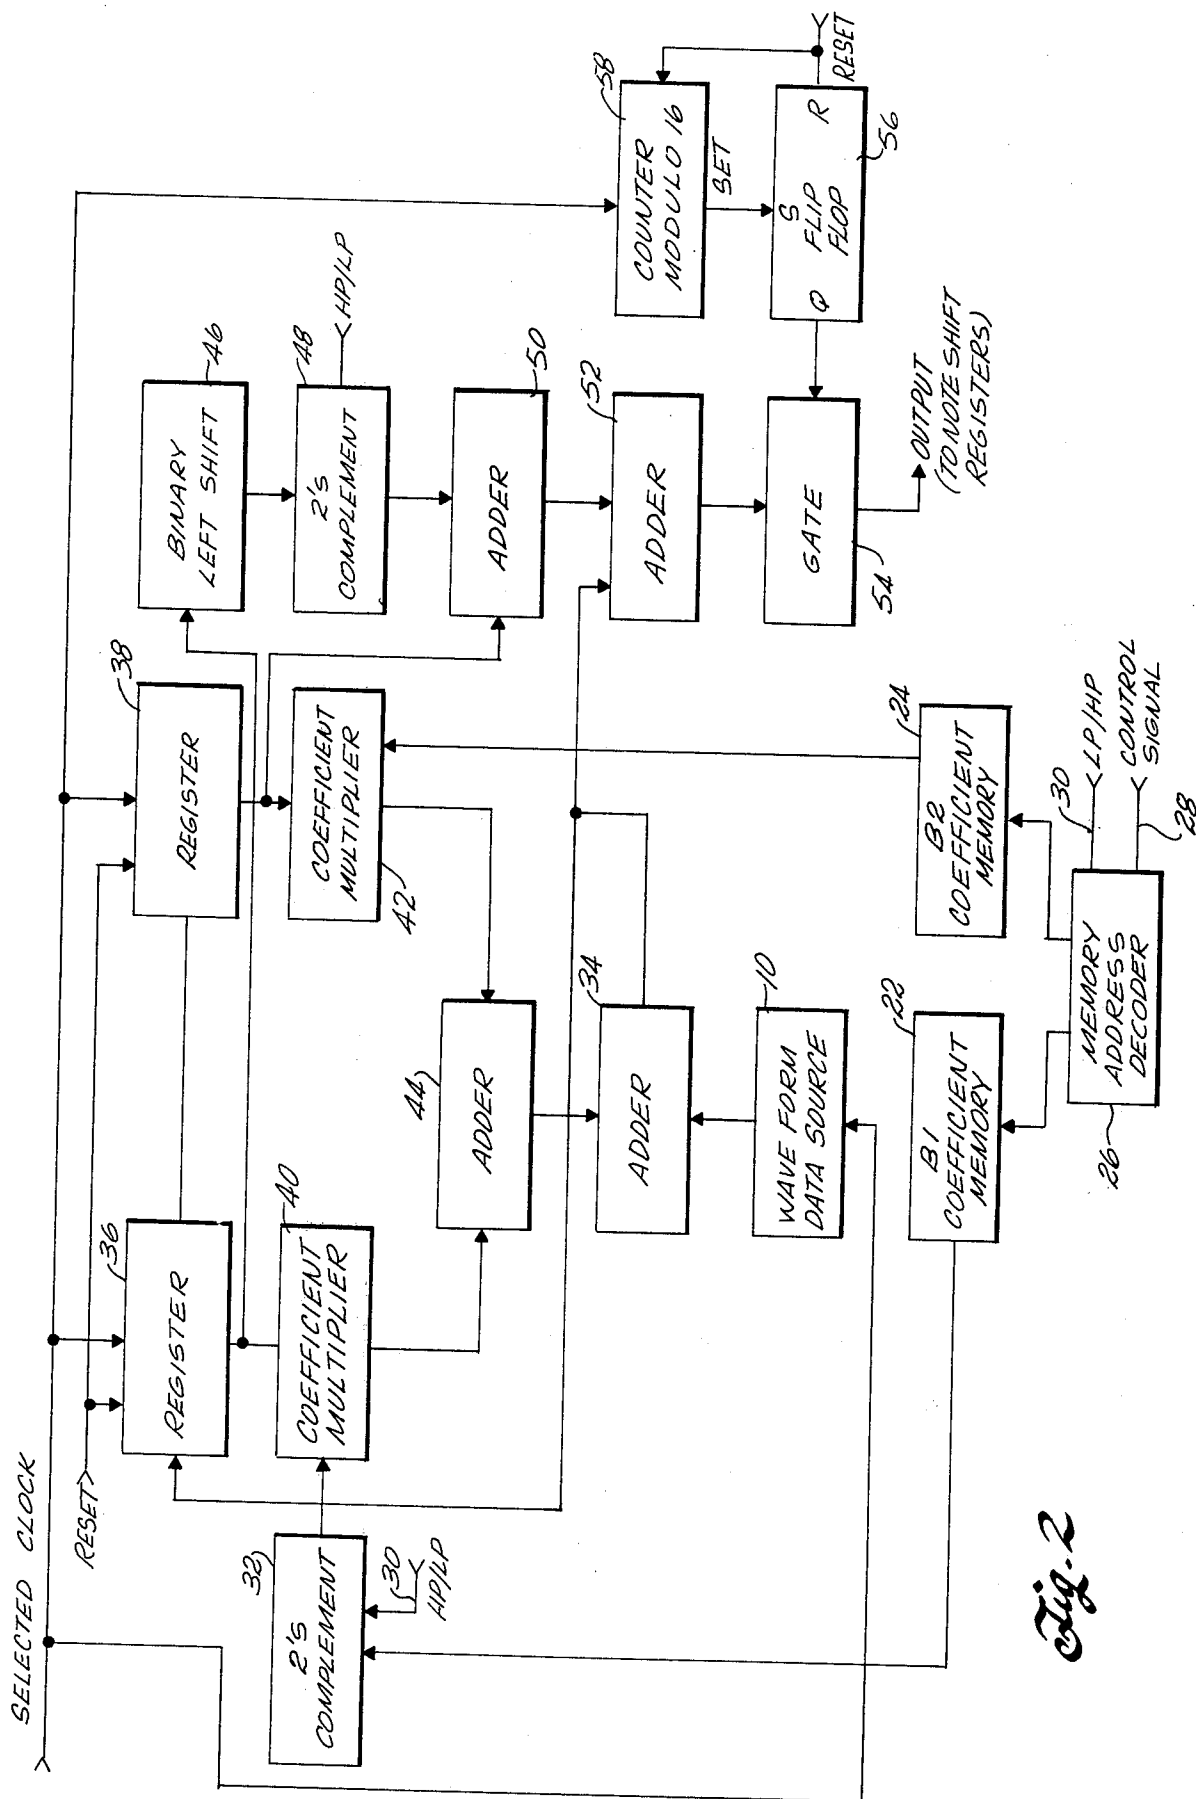 SELECTED CLOCK
RESET
36
REGISTER
38
REGISTER
46
BINARY
LEFT SHIFT
32
2's
COMPLEMENT
30
HP/LP
40
COEFFICIENT
MULTIPLIER
COEFFICIENT
MULTIPLIER
42
48
2's
COMPLEMENT
HP/LP
44
ADDER
ADDER
50
34
ADDER
52
ADDER
58
COUNTER
MODULO 16
SET
10
WAVE FORM
DATA SOURCE
GATE
54
Q
S
FLIP
FLOP
R
56
RESET
OUTPUT
(TO NOTE SHIFT
REGISTERS)
22
B1
COEFFICIENT
MEMORY
24
B2
COEFFICIENT
MEMORY
26
MEMORY
ADDRESS
DECODER
30
LP/HP
CONTROL
SIGNAL
28
Fig. 2